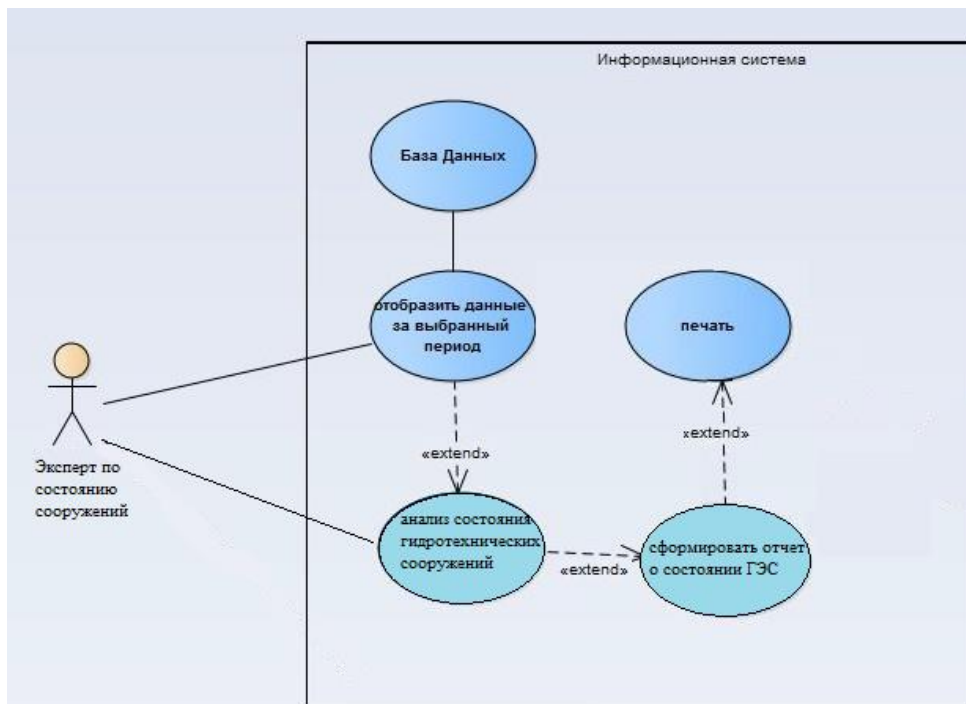 Информационная система
База Данных
отобразить данные
за выбранный
период
печать
«extend»
«extend»
Эксперт по
состоянию
сооружений
анализ состояния
гидротехнических
сооружений
«extend»
сформировать отчет
о состоянии ГЭС